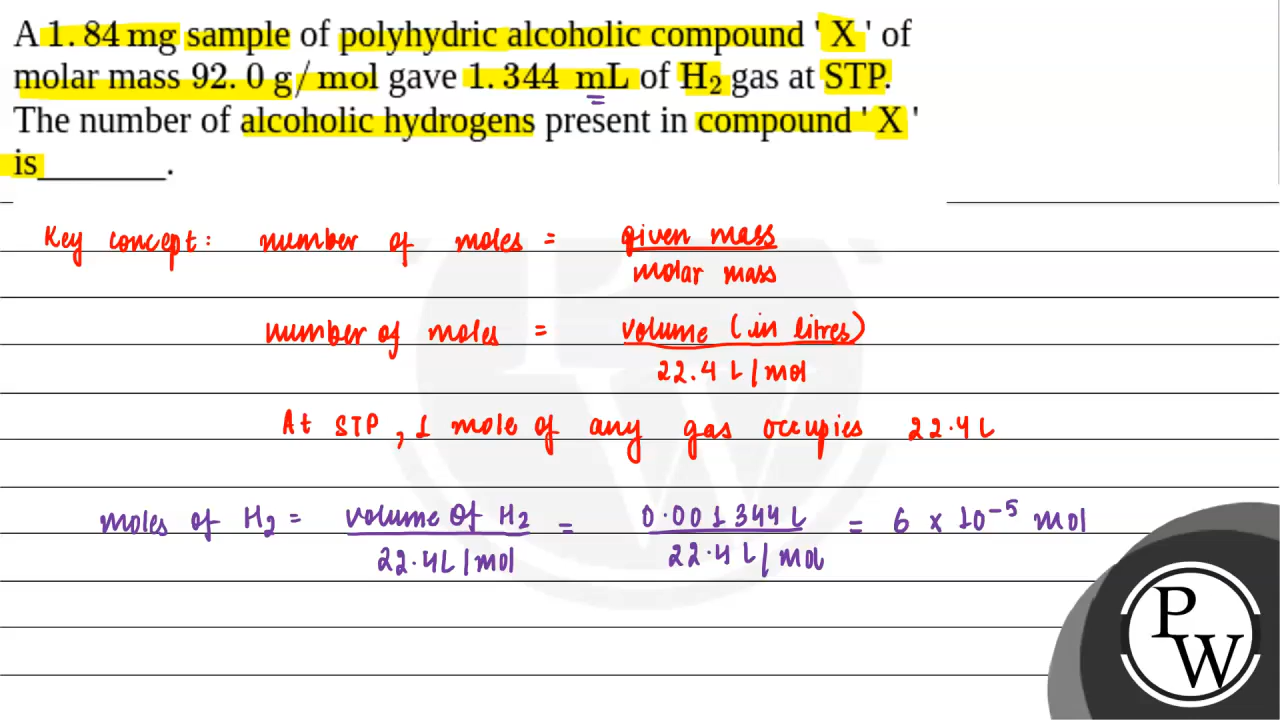 A 1.84 mg sample of polyhydric alcoholic compound ' X ' of
molar mass 92.0 g/mol gave 1.344 mL of H₂ gas at STP.
The number of alcoholic hydrogens present in compound ' X '
is_______.
Key concept: number of moles = given mass / molar mass
number of moles = volume (in litres) / 22.4 L/mol
At STP, 1 mole of any gas occupies 22.4L
moles of H₂ = volume of H₂ / 22.4L/mol = 0.001344 L / 22.4 L/mol = 6 × 10⁻⁵ mol
P
W